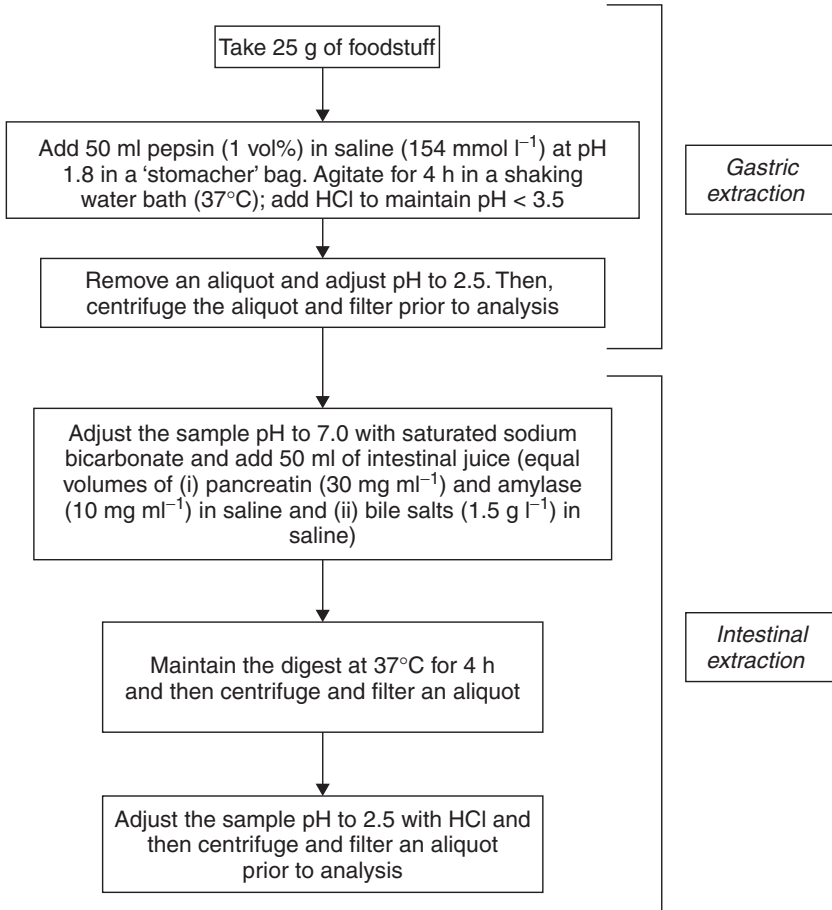 Take 25 g of foodstuff
Add 50 ml pepsin (1 vol%) in saline (154 mmol l⁻¹) at pH
1.8 in a ‘stomacher’ bag. Agitate for 4 h in a shaking
water bath (37°C); add HCl to maintain pH < 3.5
Gastric
extraction
Remove an aliquot and adjust pH to 2.5. Then,
centrifuge the aliquot and filter prior to analysis
Adjust the sample pH to 7.0 with saturated sodium
bicarbonate and add 50 ml of intestinal juice (equal
volumes of (i) pancreatin (30 mg ml⁻¹) and amylase
(10 mg ml⁻¹) in saline and (ii) bile salts (1.5 g l⁻¹) in
saline)
Intestinal
extraction
Maintain the digest at 37°C for 4 h
and then centrifuge and filter an aliquot
Adjust the sample pH to 2.5 with HCl and
then centrifuge and filter an aliquot
prior to analysis